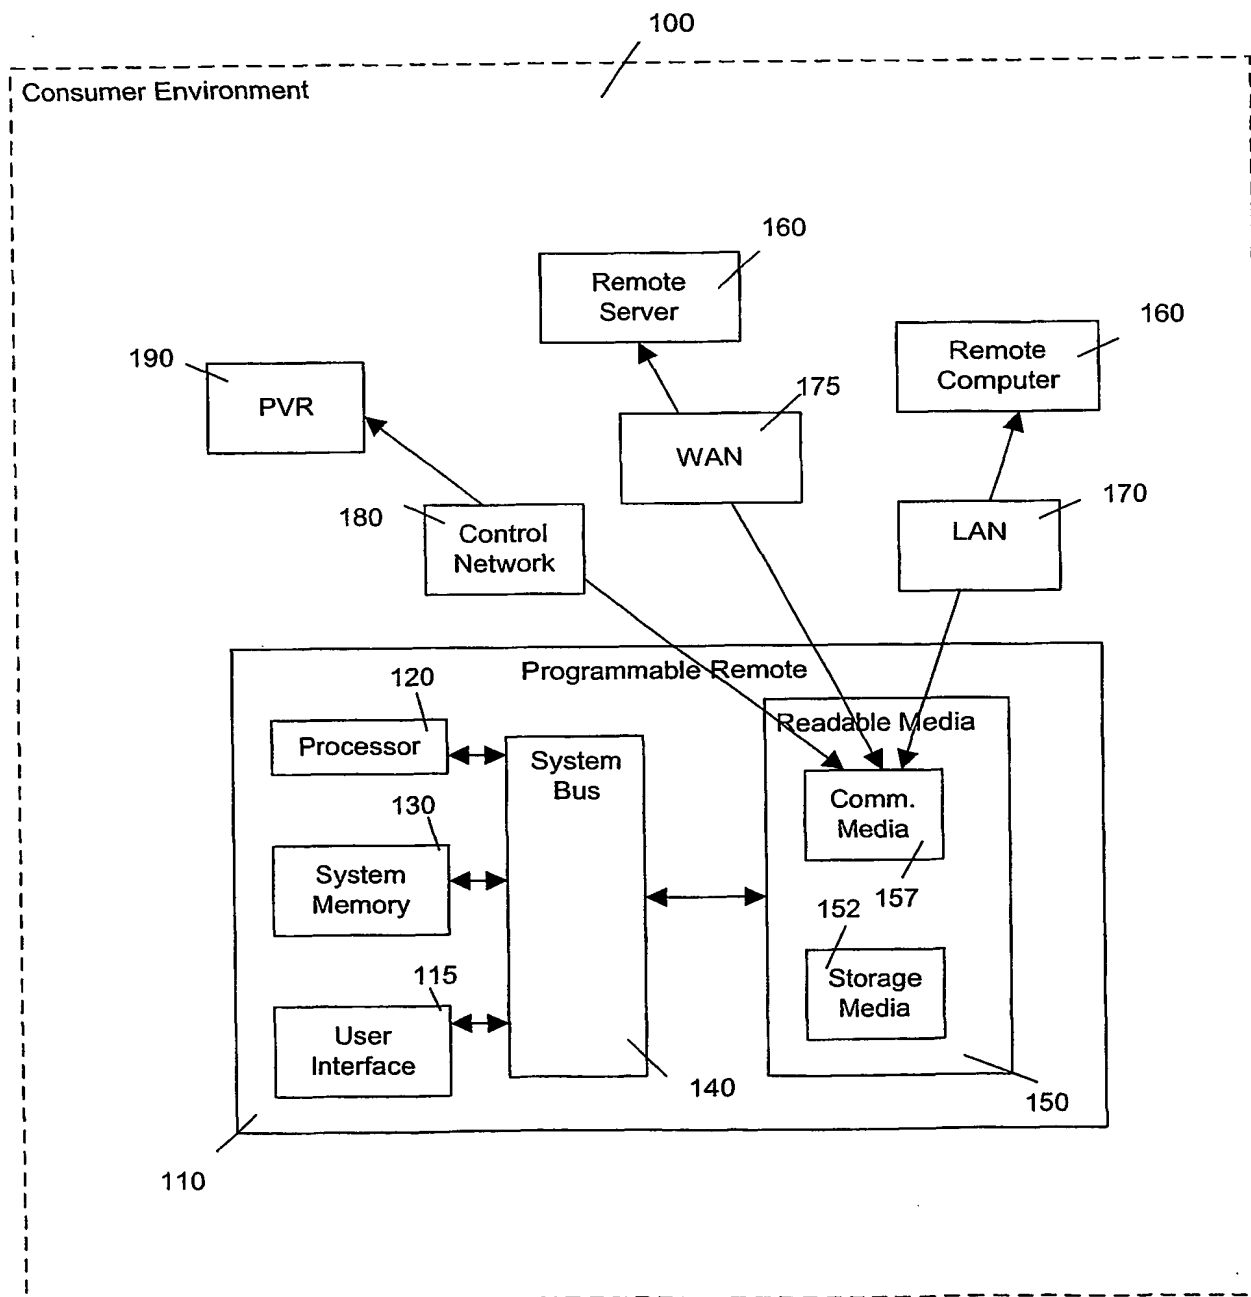 100
Consumer Environment
160
Remote
Server
160
Remote
Computer
190
PVR
175
WAN
170
LAN
180
Control
Network
Programmable Remote
120
Processor
System
Bus
Readable Media
Comm.
Media
130
System
Memory
157
152
Storage
Media
115
User
Interface
140
150
110